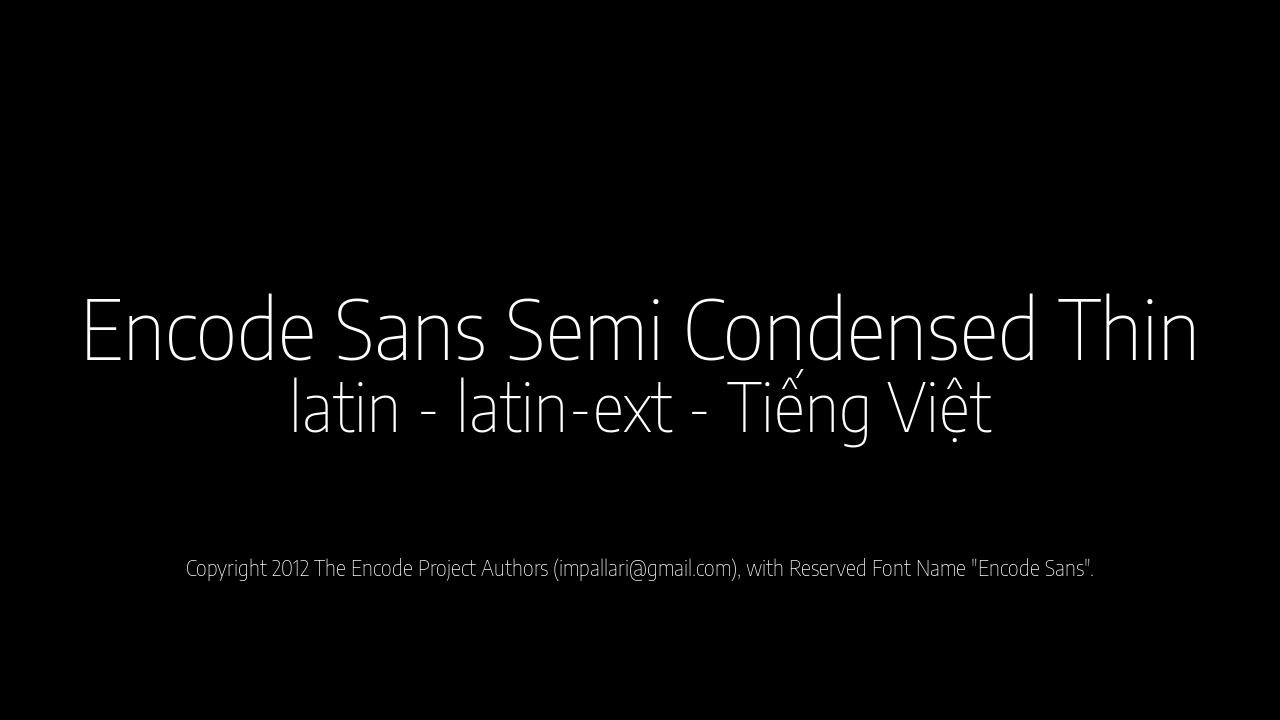 Encode Sans Semi Condensed Thin
latin - latin-ext - Tiếng Việt
Copyright 2012 The Encode Project Authors (impallari@gmail.com), with Reserved Font Name "Encode Sans".